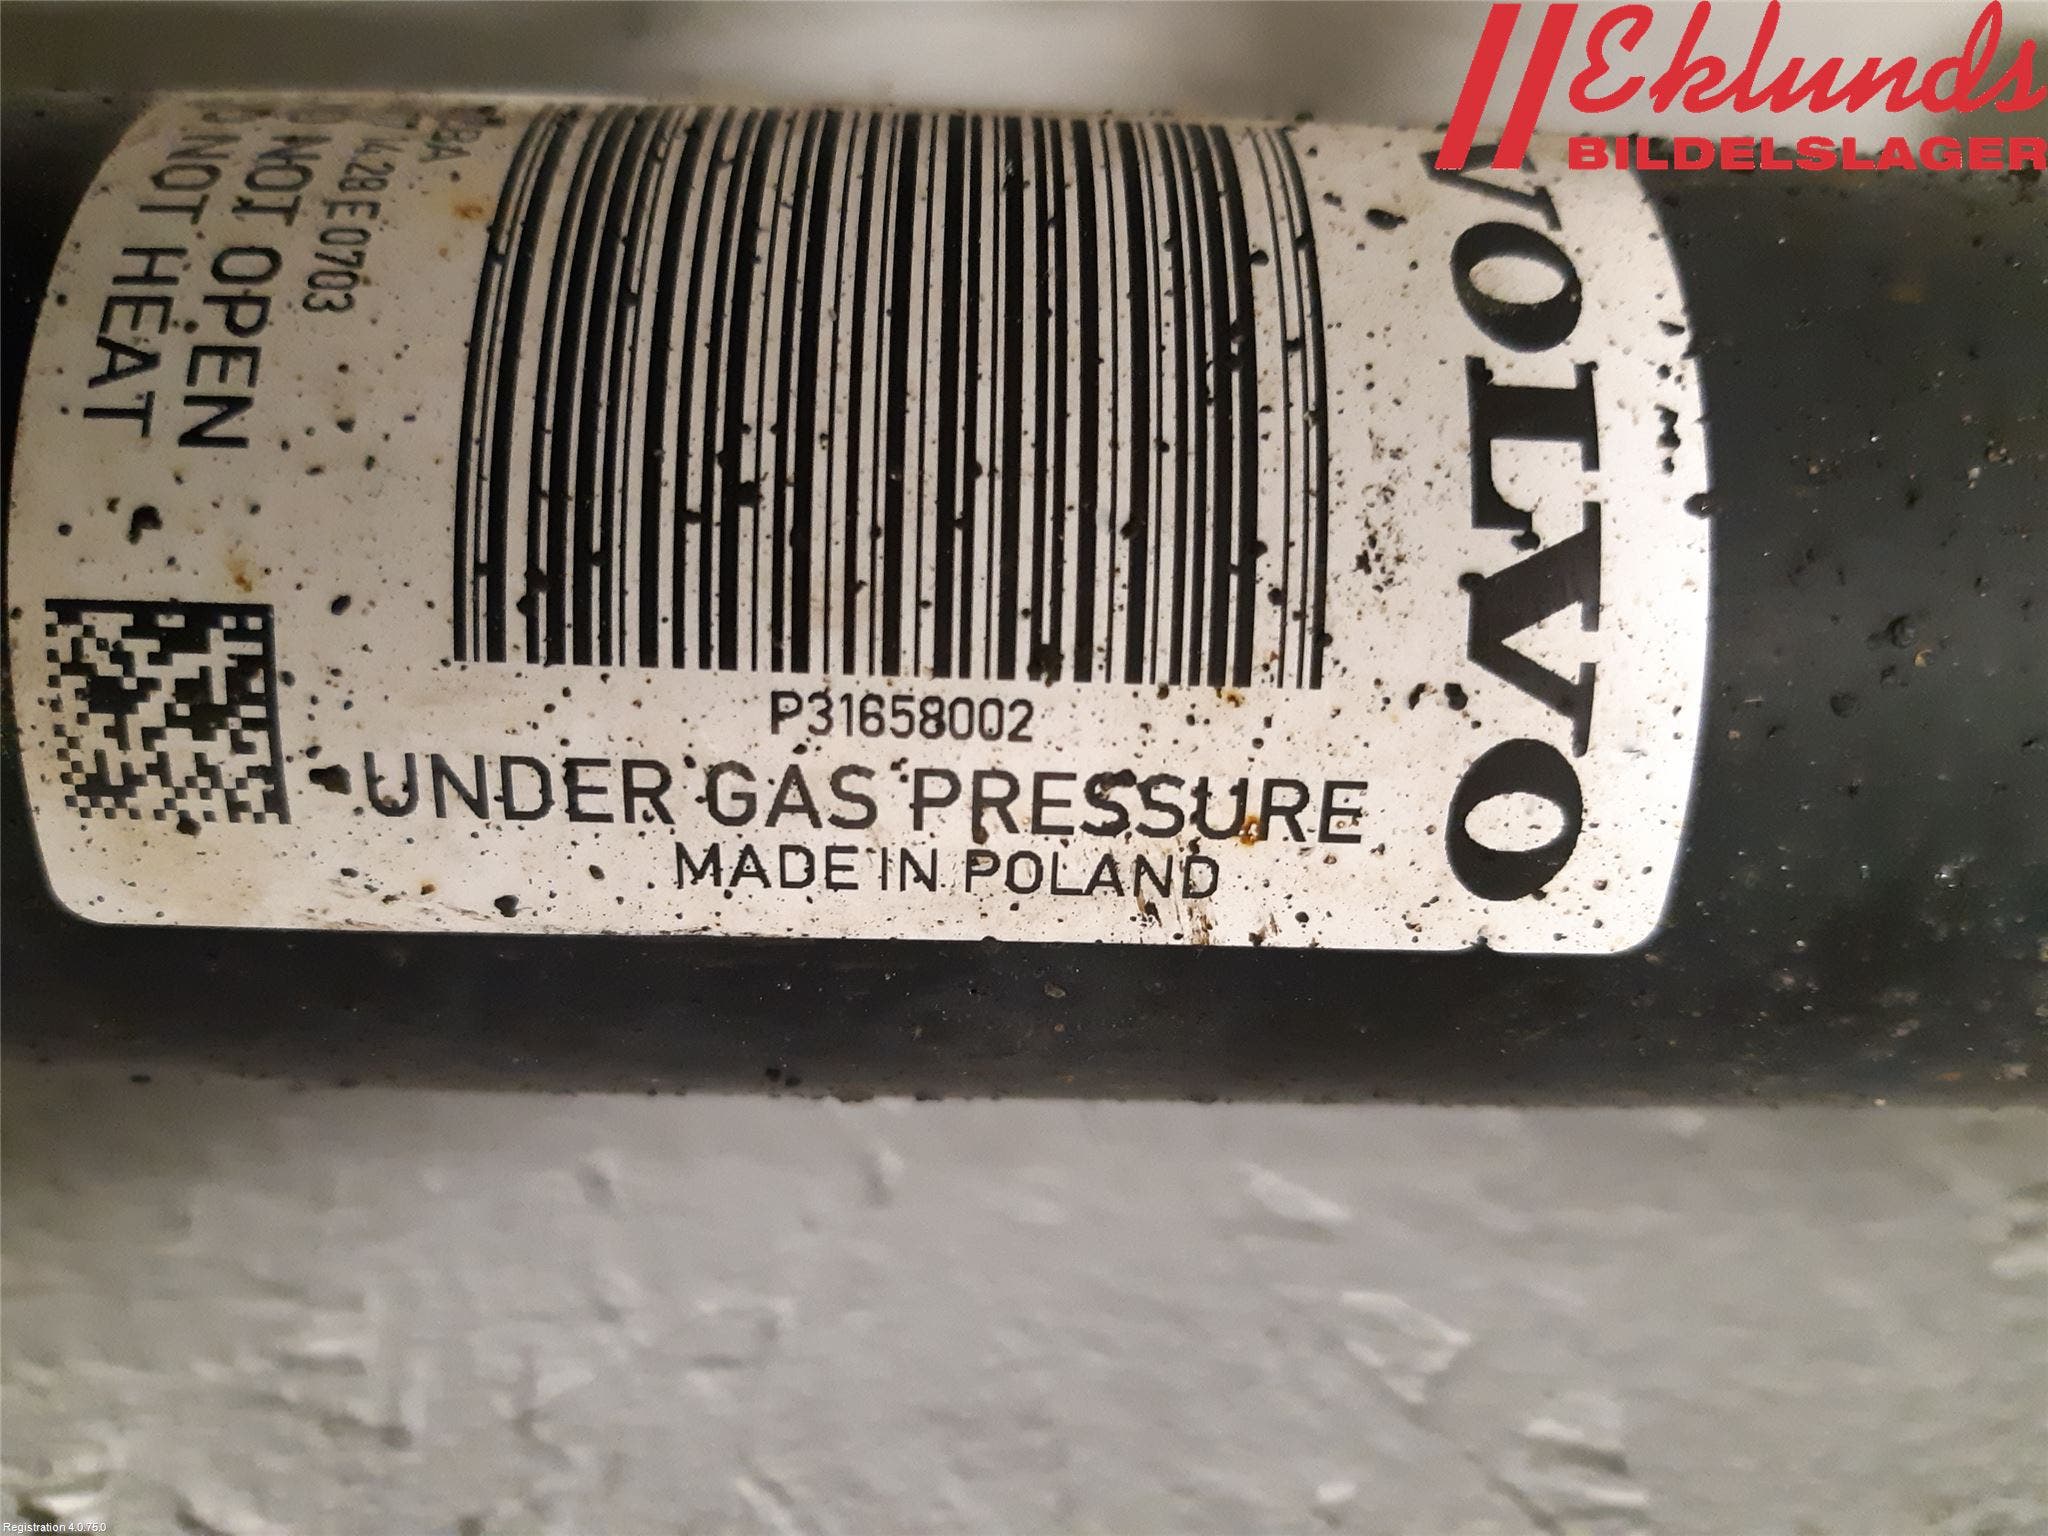 Eklunds
BILDELSLAGER
VOLVO
P31658002
UNDER GAS PRESSURE
MADE IN POLAND
NOT OPEN
NOT HEAT
Registration 4.0.75.0